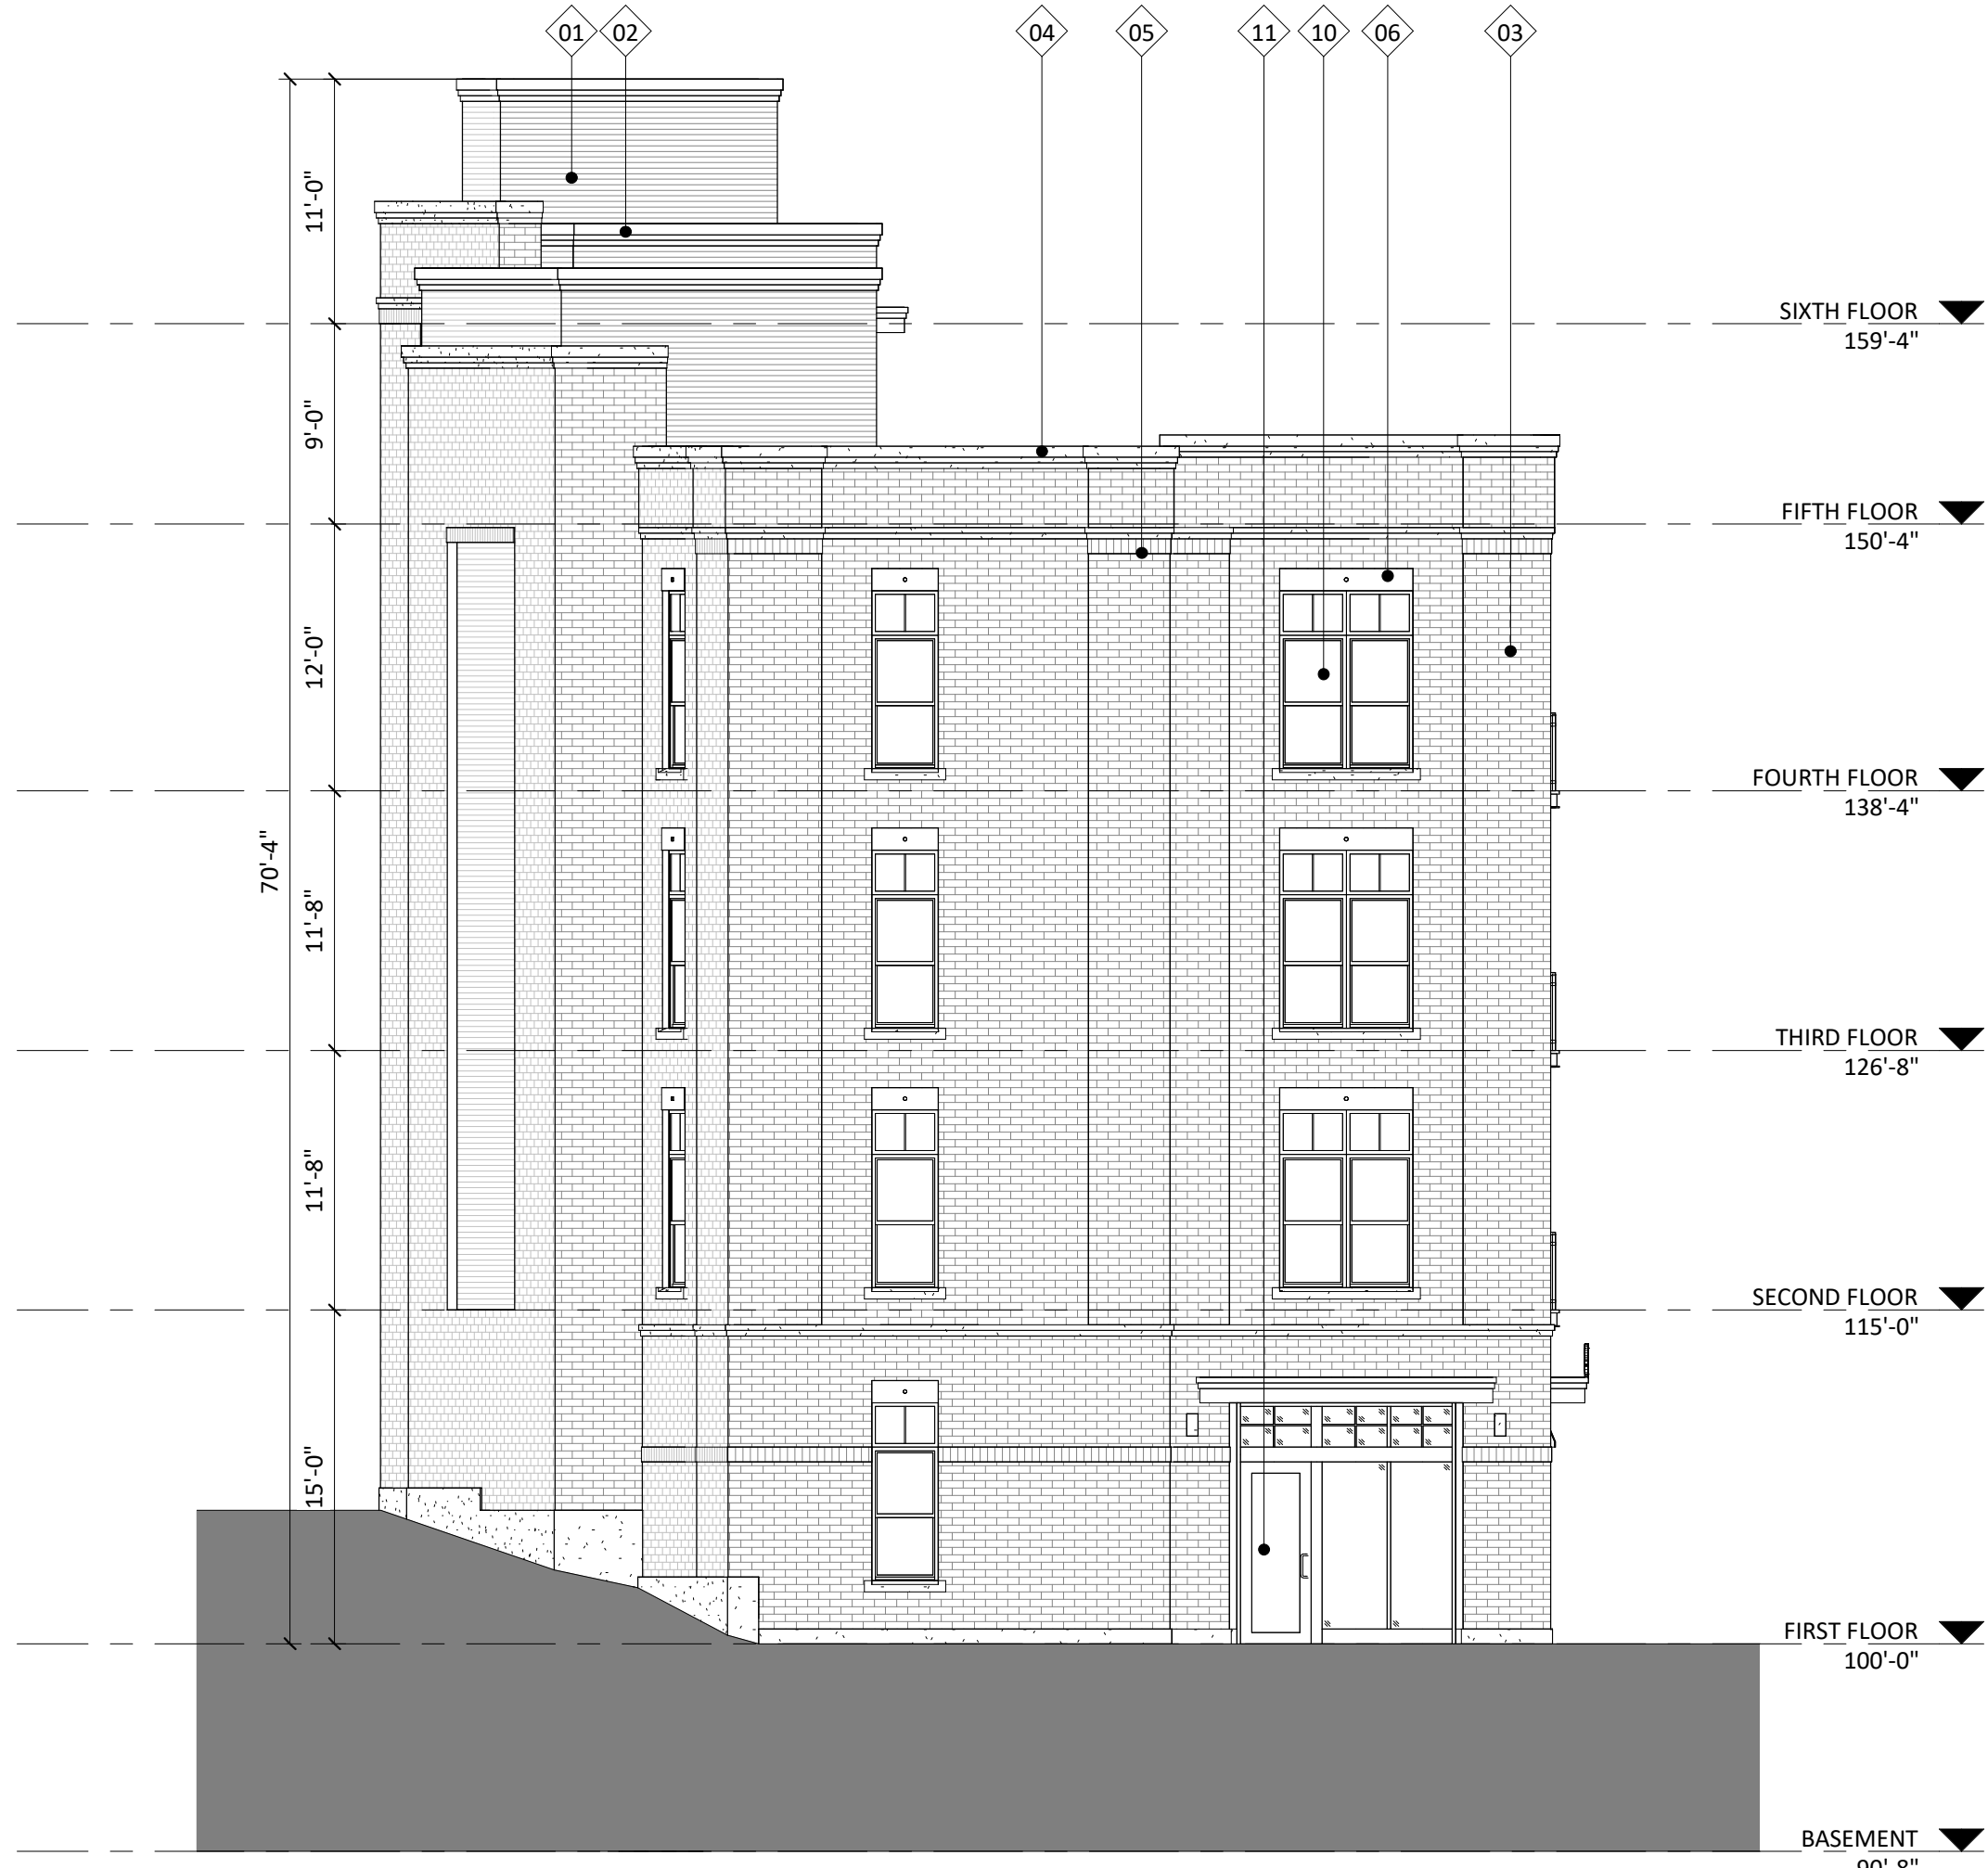 01 02 04 05 11 10 06 03
11'-0"
SIXTH FLOOR
159'-4"
9'-0"
FIFTH FLOOR
150'-4"
12'-0"
FOURTH FLOOR
138'-4"
70'-4"
11'-8"
THIRD FLOOR
126'-8"
11'-8"
SECOND FLOOR
115'-0"
15'-0"
FIRST FLOOR
100'-0"
BASEMENT
90'-8"